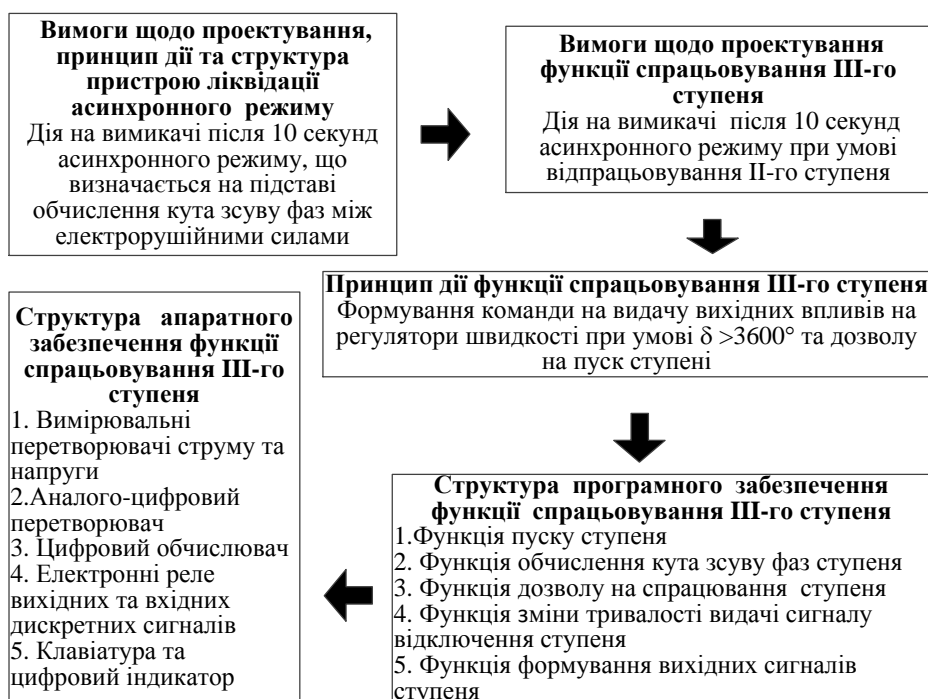 Вимоги щодо проектування,
принцип дії та структура
пристрою ліквідації
асинхронного режиму
Дія на вимикачі після 10 секунд
асинхронного режиму, що
визначається на підставі
обчислення кута зсуву фаз між
електрорушійними силами
Вимоги щодо проектування
функції спрацьовування III-го
ступеня
Дія на вимикачі після 10 секунд
асинхронного режиму при умові
відпрацьовування II-го ступеня
Принцип дії функції спрацьовування III-го ступеня
Формування команди на видачу вихідних впливів на
регулятори швидкості при умові δ >3600° та дозволу
на пуск ступені
Структура програмного забезпечення
функції спрацьовування III-го ступеня
1.Функція пуску ступеня
2. Функція обчислення кута зсуву фаз ступеня
3. Функція дозволу на спрацювання ступеня
4. Функція зміни тривалості видачі сигналу
відключення ступеня
5. Функція формування вихідних сигналів
ступеня
Структура апаратного
забезпечення функції
спрацьовування III-го
ступеня
1. Вимірювальні
перетворювачі струму та
напруги
2.Аналого-цифровий
перетворювач
3. Цифровий обчислювач
4. Електронні реле
вихідних та вхідних
дискретних сигналів
5. Клавіатура та
цифровий індикатор